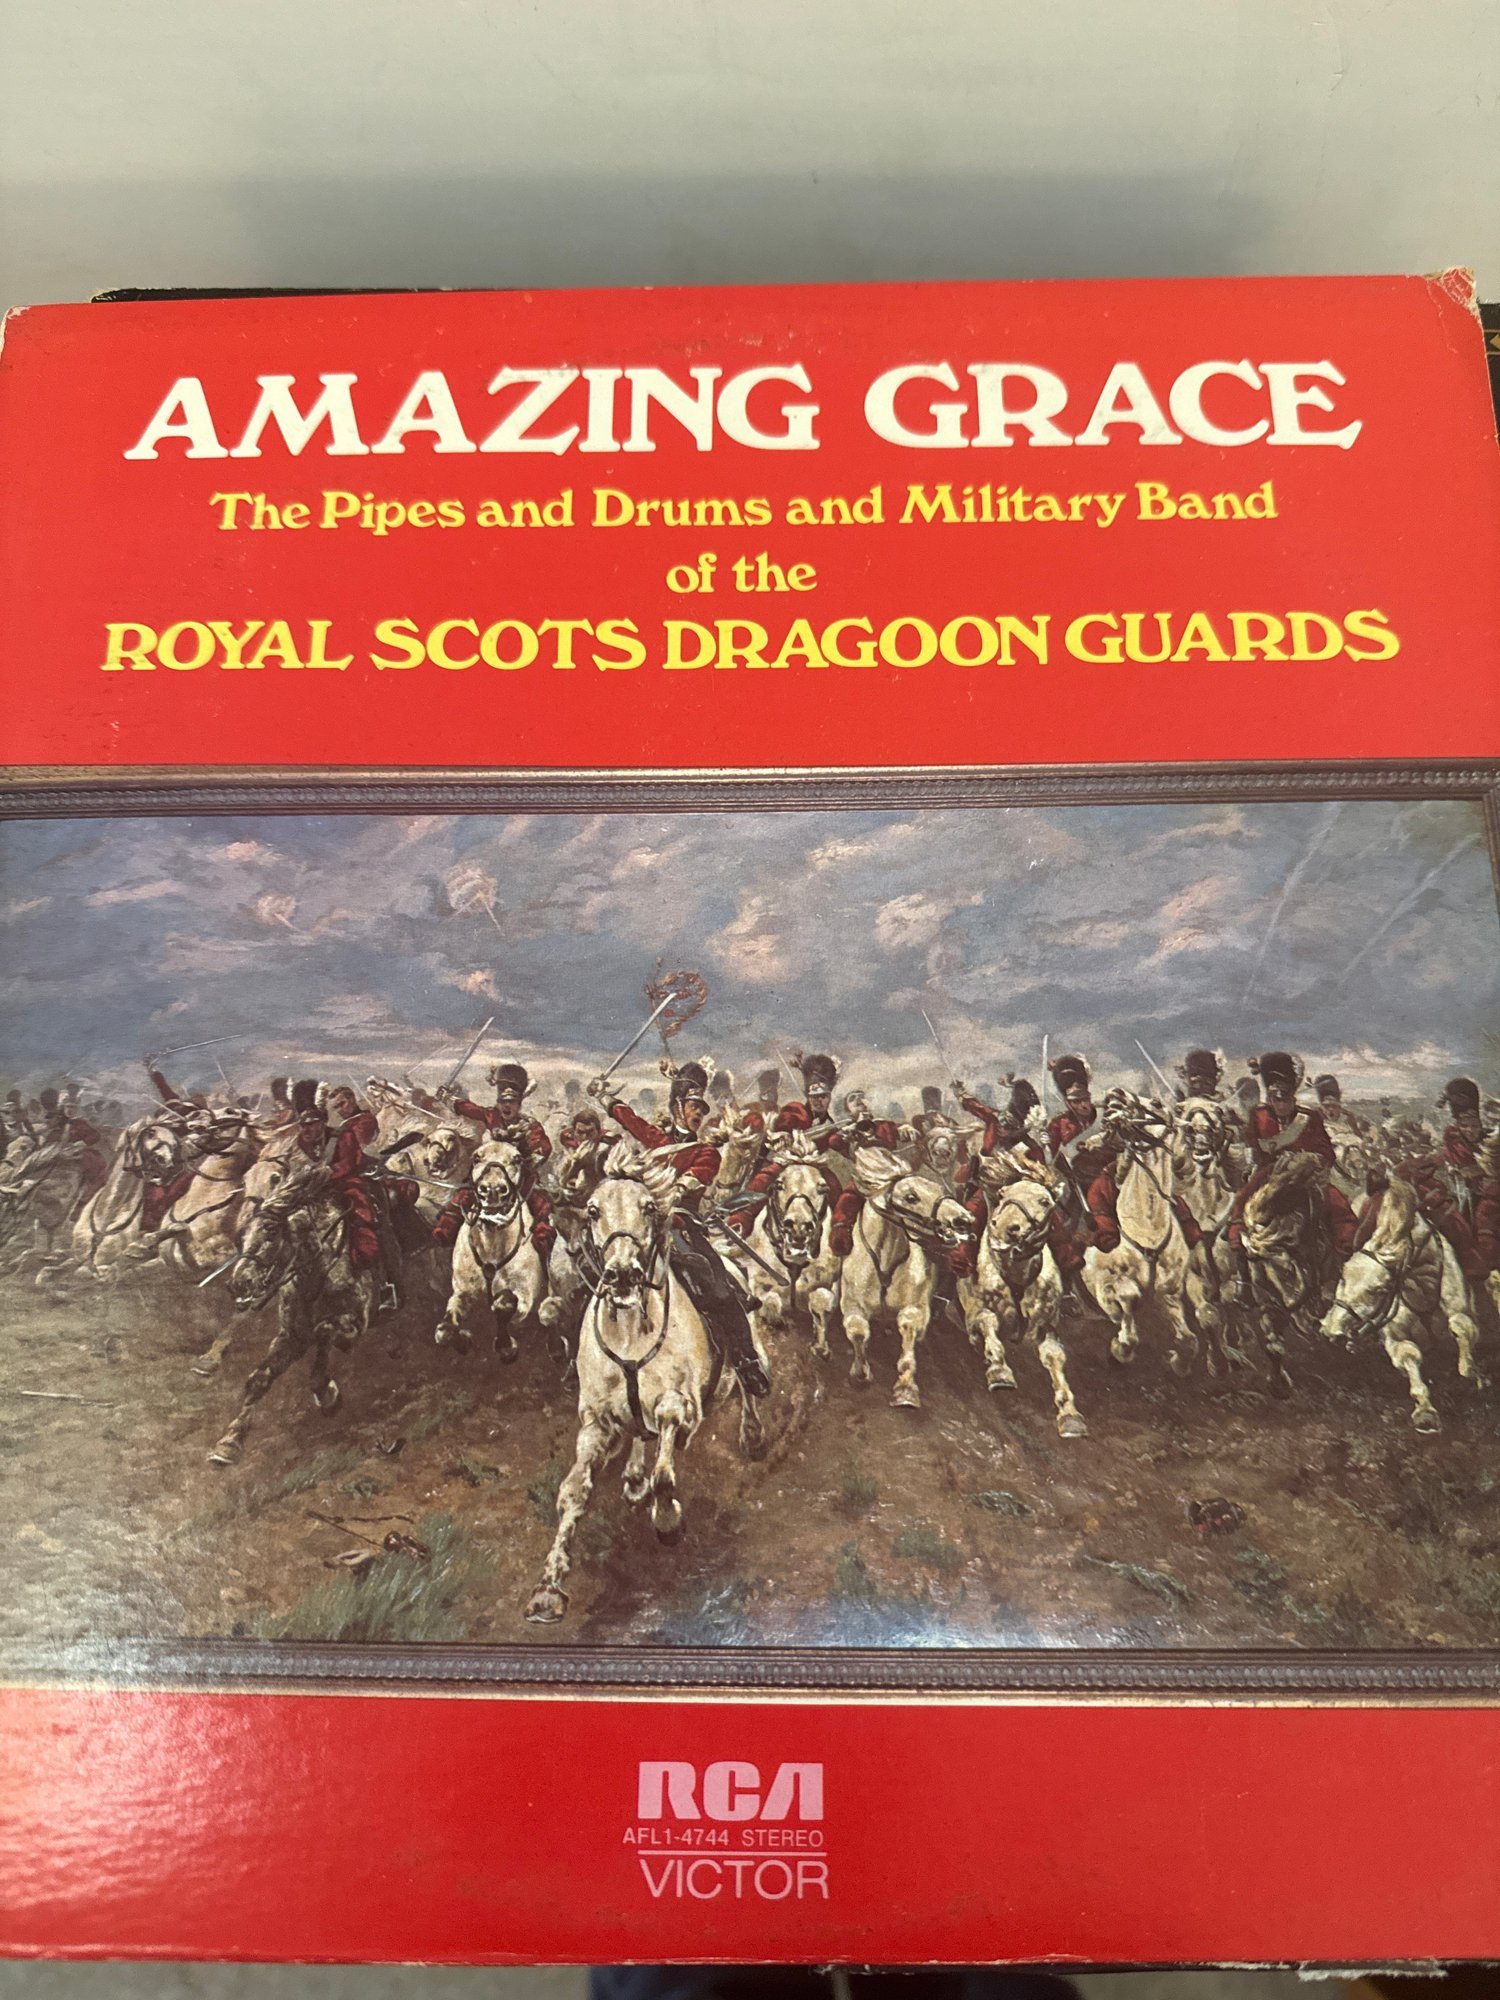 AMAZING GRACE
The Pipes and Drums and Military Band
of the
ROYAL SCOTS DRAGOON GUARDS
RCA
AFL1-4744 STEREO
VICTOR